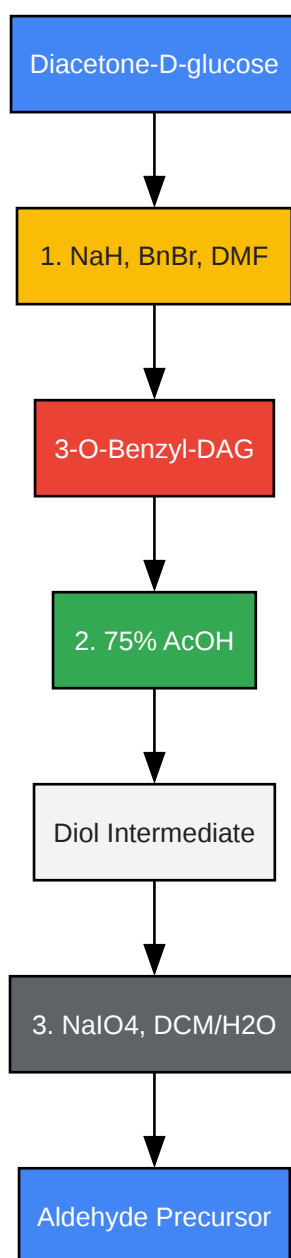 Diacetone-D-glucose
1. NaH, BnBr, DMF
3-O-Benzyl-DAG
2. 75% AcOH
Diol Intermediate
3. NaIO4, DCM/H2O
Aldehyde Precursor